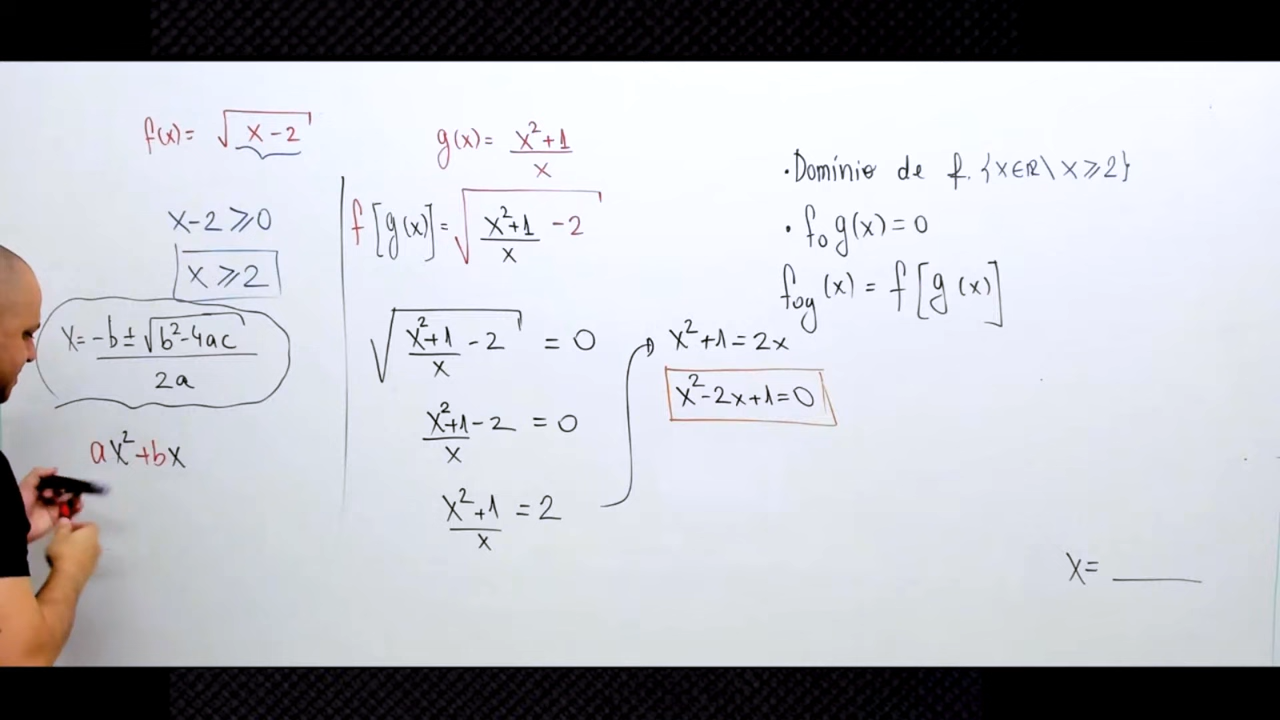 f(x) = √(x-2)
x-2 ⩾ 0
x ⩾ 2
x = (-b ± √(b²-4ac)) / 2a
ax²+bx
g(x) = (x²+1)/x
f[g(x)] = √((x²+1)/x - 2)
√((x²+1)/x - 2) = 0
(x²+1)/x - 2 = 0
(x²+1)/x = 2
x²+1 = 2x
x²-2x+1=0
· Domínio de f. {x∈R\x⩾2}
· fog(x) = 0
fog(x) = f[g(x)]
x= ____